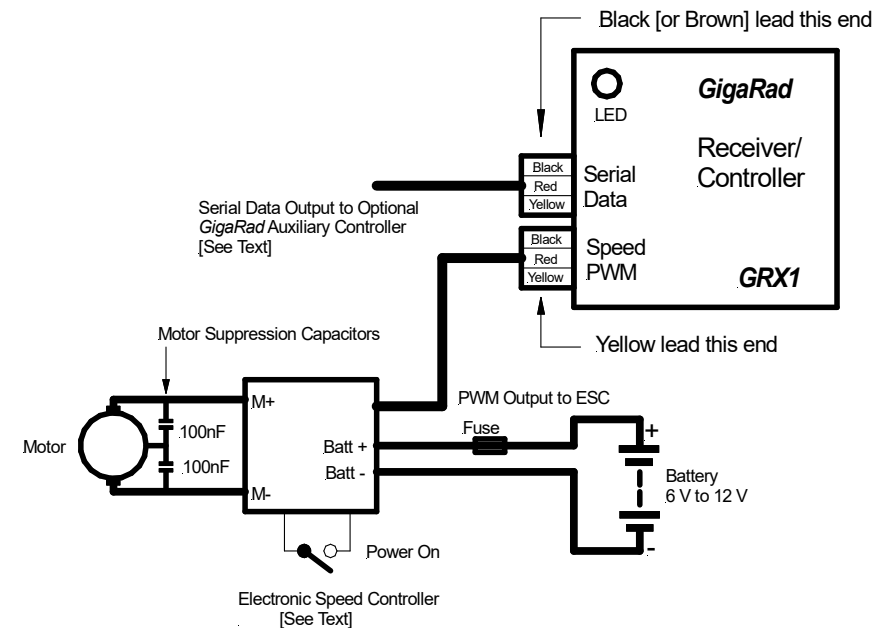 Black [or Brown] lead this end
GigaRad
LED
Receiver/
Controller
Black
Red
Yellow
Serial
Data
Serial Data Output to Optional
GigaRad Auxiliary Controller
[See Text]
Black
Red
Yellow
Speed
PWM
GRX1
Yellow lead this end
Motor Suppression Capacitors
M+
PWM Output to ESC
Fuse
100nF
Motor
100nF
Batt +
Batt -
+
Battery
6 V to 12 V
-
M-
Power On
Electronic Speed Controller
[See Text]